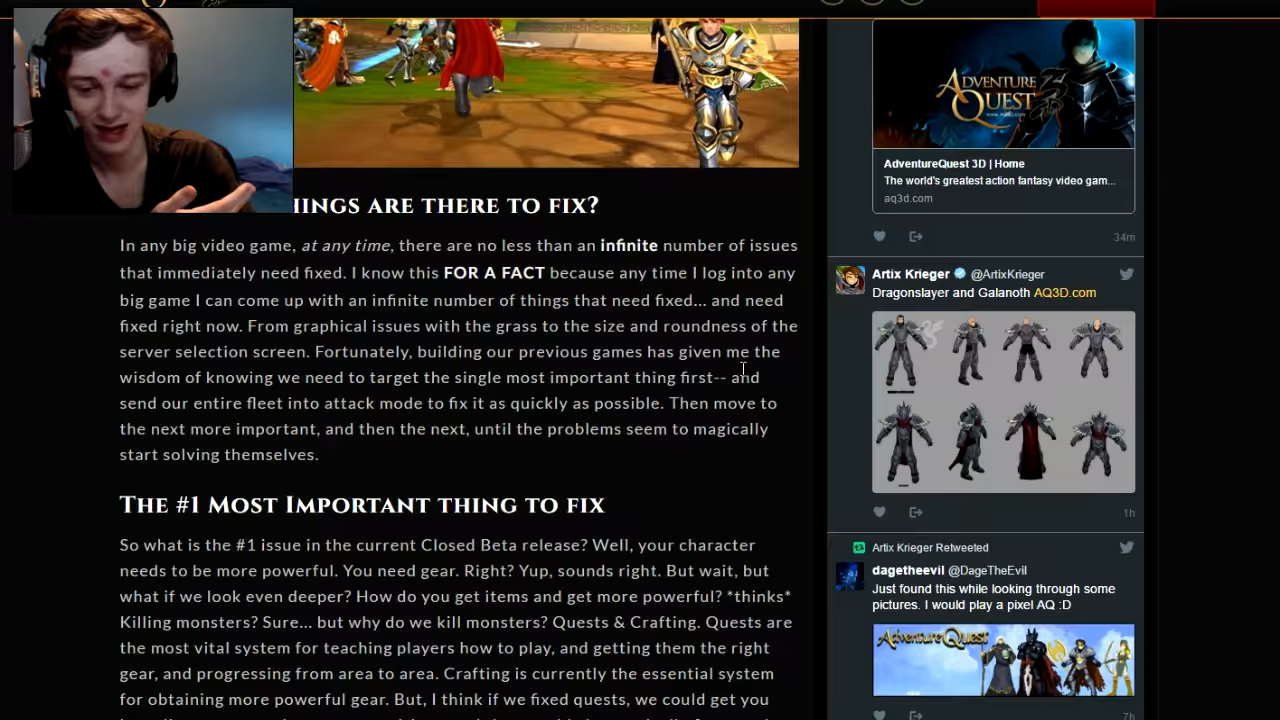 HINGS ARE THERE TO FIX?
In any big video game, at any time, there are no less than an infinite number of issues
that immediately need fixed. I know this FOR A FACT because any time I log into any
big game I can come up with an infinite number of things that need fixed... and need
fixed right now. From graphical issues with the grass to the size and roundness of the
server selection screen. Fortunately, building our previous games has given me the
wisdom of knowing we need to target the single most important thing first-- and
send our entire fleet into attack mode to fix it as quickly as possible. Then move to
the next more important, and then the next, until the problems seem to magically
start solving themselves.
THE #1 MOST IMPORTANT THING TO FIX
So what is the #1 issue in the current Closed Beta release? Well, your character
needs to be more powerful. You need gear. Right? Yup, sounds right. But wait, but
what if we look even deeper? How do you get items and get more powerful? *thinks*
Killing monsters? Sure... but why do we kill monsters? Quests & Crafting. Quests are
the most vital system for teaching players how to play, and getting them the right
gear, and progressing from area to area. Crafting is currently the essential system
for obtaining more powerful gear. But, I think if we fixed quests, we could get you
ADVENTURE
QUEST
www.AQ3D.com
AdventureQuest 3D | Home
The world's greatest action fantasy video gam...
aq3d.com
34m
Artix Krieger @ArtixKrieger
Dragonslayer and Galanoth AQ3D.com
1h
Artix Krieger Retweeted
dagetheevil @DageTheEvil
Just found this while looking through some
pictures. I would play a pixel AQ :D
AdventureQuest
7h